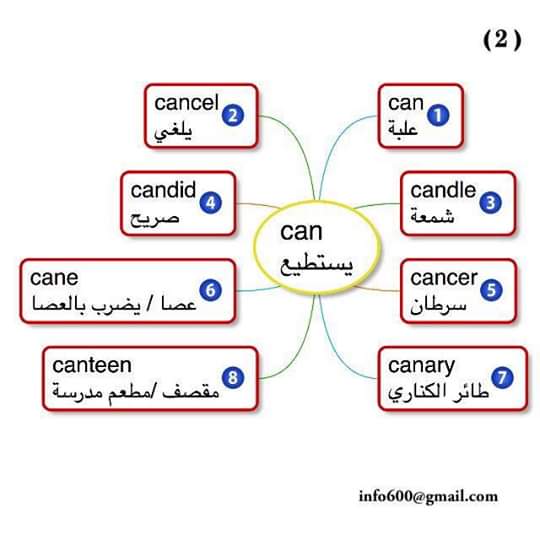 (2)
can
يستطيع
can
علبة
1
cancel
يلغي
2
candle
شمعة
3
candid
صريح
4
cancer
سرطان
5
cane
عصا / يضرب بالعصا
6
canary
طائر الكناري
7
canteen
مقصف /مطعم مدرسة
8
info600@gmail.com